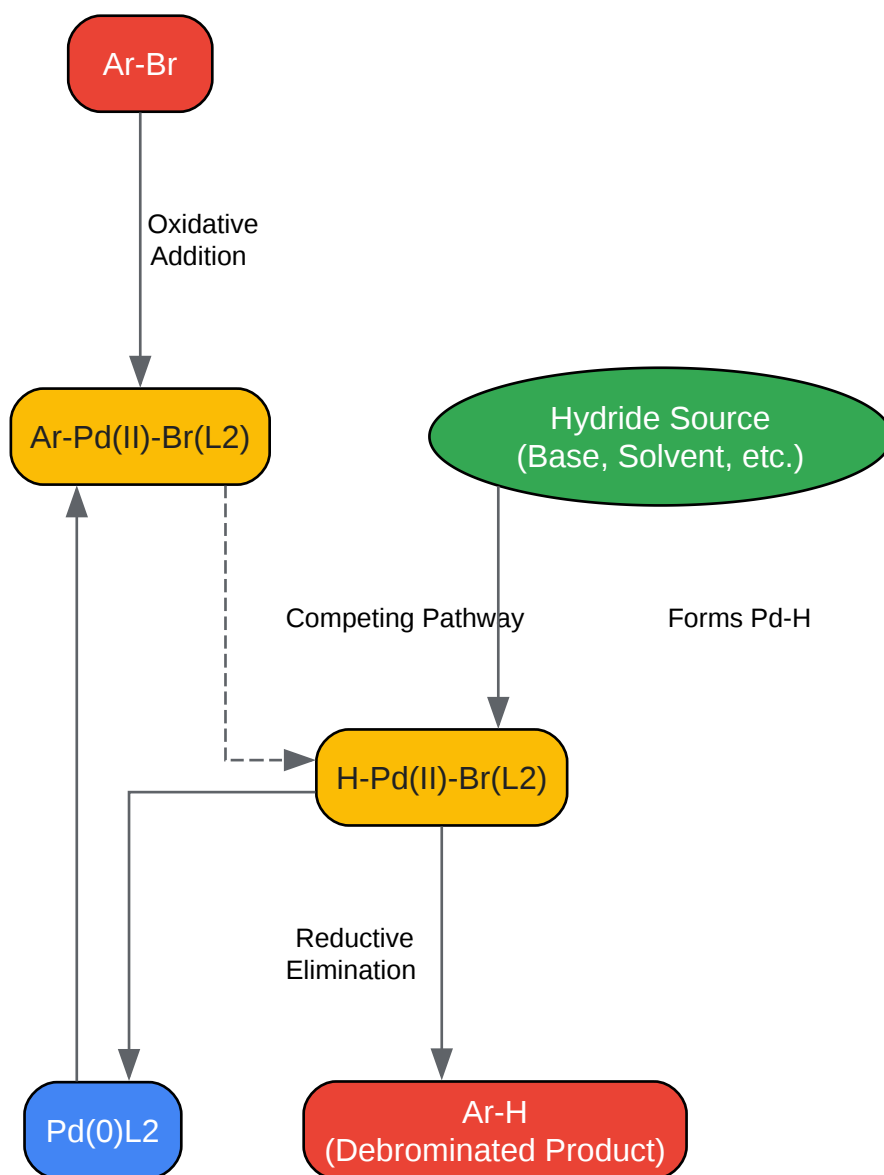 Ar-Br
Oxidative
Addition
Ar-Pd(II)-Br(L2)
Hydride Source
(Base, Solvent, etc.)
Competing Pathway
Forms Pd-H
H-Pd(II)-Br(L2)
Reductive
Elimination
Pd(0)L2
Ar-H
(Debrominated Product)